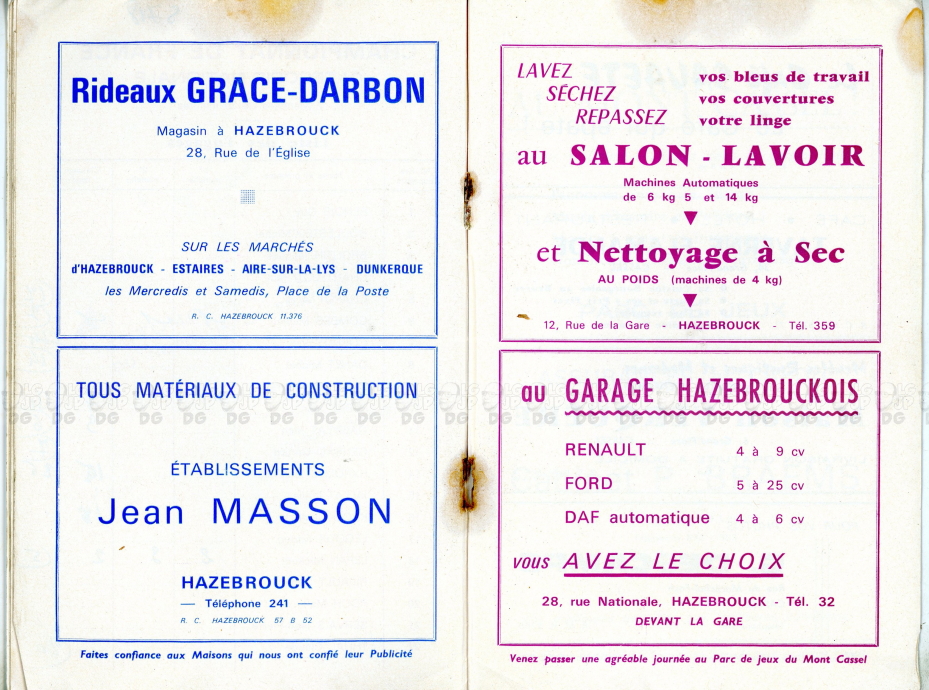 Rideaux GRACE-DARBON
Magasin à HAZEBROUCK
28, Rue de l'Église
SUR LES MARCHÉS
d'HAZEBROUCK - ESTAIRES - AIRE-SUR-LA-LYS - DUNKERQUE
les Mercredis et Samedis, Place de la Poste
R. C. HAZEBROUCK 11.376
TOUS MATÉRIAUX DE CONSTRUCTION
ÉTABLISSEMENTS
Jean MASSON
HAZEBROUCK
— Téléphone 241 —
R. C. HAZEBROUCK 57 B 52
Faites confiance aux Maisons qui nous ont confié leur Publicité
LAVEZ vos bleus de travail
SÉCHEZ vos couvertures
REPASSEZ votre linge
au SALON - LAVOIR
Machines Automatiques
de 6 kg 5 et 14 kg
et Nettoyage à Sec
AU POIDS (machines de 4 kg)
12, Rue de la Gare - HAZEBROUCK - Tél. 359
au GARAGE HAZEBROUCKOIS
RENAULT 4 à 9 cv
FORD 5 à 25 cv
DAF automatique 4 à 6 cv
vous AVEZ LE CHOIX
28, rue Nationale, HAZEBROUCK - Tél. 32
DEVANT LA GARE
Venez passer une agréable journée au Parc de jeux du Mont Cassel